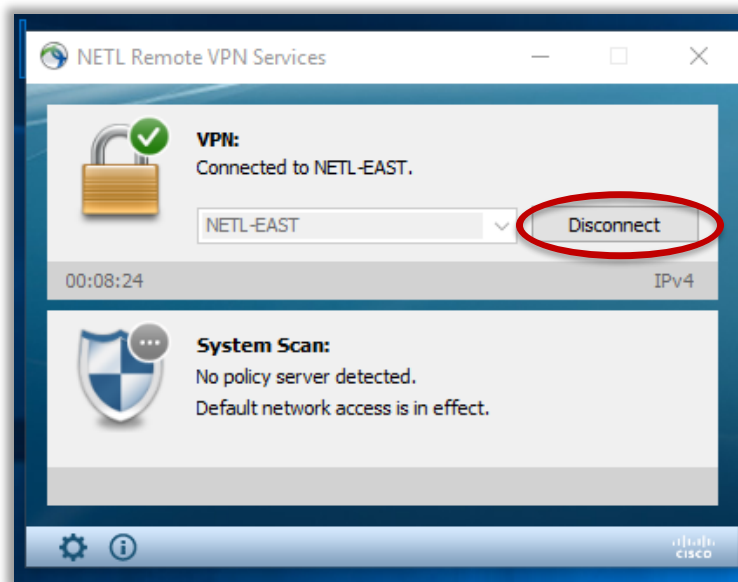 NETL Remote VPN Services
VPN:
Connected to NETL-EAST.
NETL-EAST
Disconnect
00:08:24
IPv4
System Scan:
No policy server detected.
Default network access is in effect.
CISCO